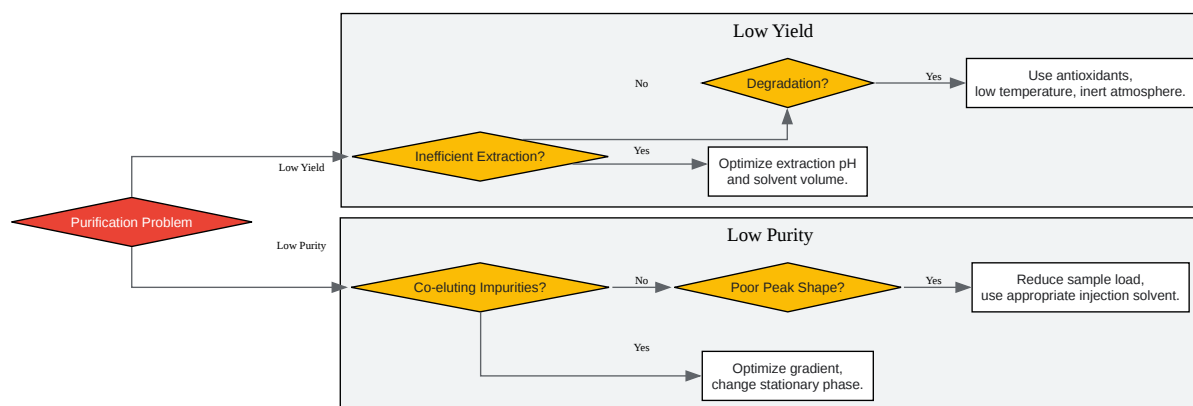 Low Yield
No
Degradation?
Yes
Use antioxidants,
low temperature, inert atmosphere.
Inefficient Extraction?
Yes
Optimize extraction pH
and solvent volume.
Low Yield
Purification Problem
Low Purity
Low Purity
Co-eluting Impurities?
No
Poor Peak Shape?
Yes
Reduce sample load,
use appropriate injection solvent.
Yes
Optimize gradient,
change stationary phase.